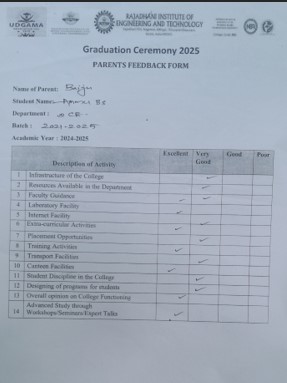 UDGAMA
RAJADHANI INSTITUTE OF
ENGINEERING AND TECHNOLOGY
Graduation Ceremony 2025
PARENTS FEEDBACK FORM
Name of Parent: Baiju
Student Name:
Department :
Batch : 2021-2025
Academic Year : 2024-2025
Description of Activity Excellent Very Good Good Poor
1 Infrastructure of the College ✓
2 Resources Available in the Department ✓
3 Faculty Guidance ✓ ✓
4 Laboratory Facility
5 Internet Facility ✓
6 Extra-curricular Activities ✓
7 Placement Opportunities ✓
8 Training Activities ✓
9 Transport Facilities ✓
10 Canteen Facilities ✓
11 Student Discipline in the College ✓
12 Designing of programs for students ✓
13 Overall opinion on College Functioning ✓
14 Advanced Study through
Workshops/Seminars/Expert Talks ✓